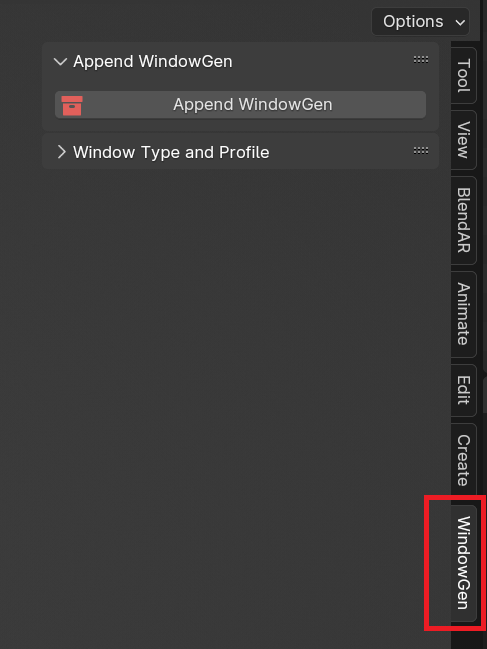 Options
Append WindowGen
Append WindowGen
Window Type and Profile
Tool
View
BlendAR
Animate
Edit
Create
WindowGen